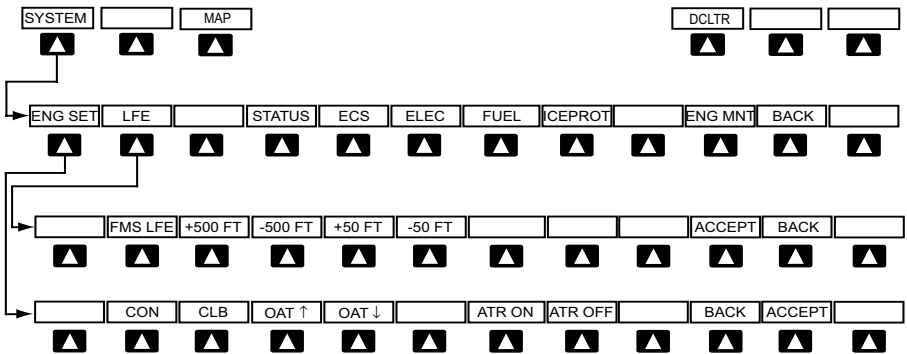 SYSTEM MAP DCLTR
ENG SET LFE STATUS ECS ELEC FUEL ICEPROT ENG MNT BACK
FMS LFE +500 FT -500 FT +50 FT -50 FT ACCEPT BACK
CON CLB OAT ↑ OAT ↓ ATR ON ATR OFF BACK ACCEPT